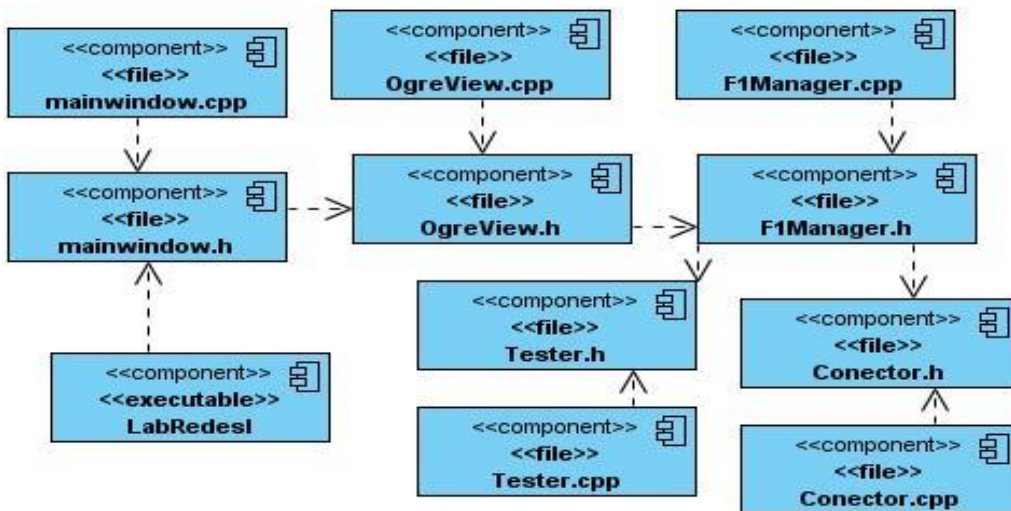 <<component>>
<<file>>
mainwindow.cpp
<<component>>
<<file>>
OgreView.cpp
<<component>>
<<file>>
F1Manager.cpp
<<component>>
<<file>>
mainwindow.h
<<component>>
<<file>>
OgreView.h
<<component>>
<<file>>
F1Manager.h
<<component>>
<<file>>
Tester.h
<<component>>
<<file>>
Conector.h
<<component>>
<<executable>>
LabRedesI
<<component>>
<<file>>
Tester.cpp
<<component>>
<<file>>
Conector.cpp